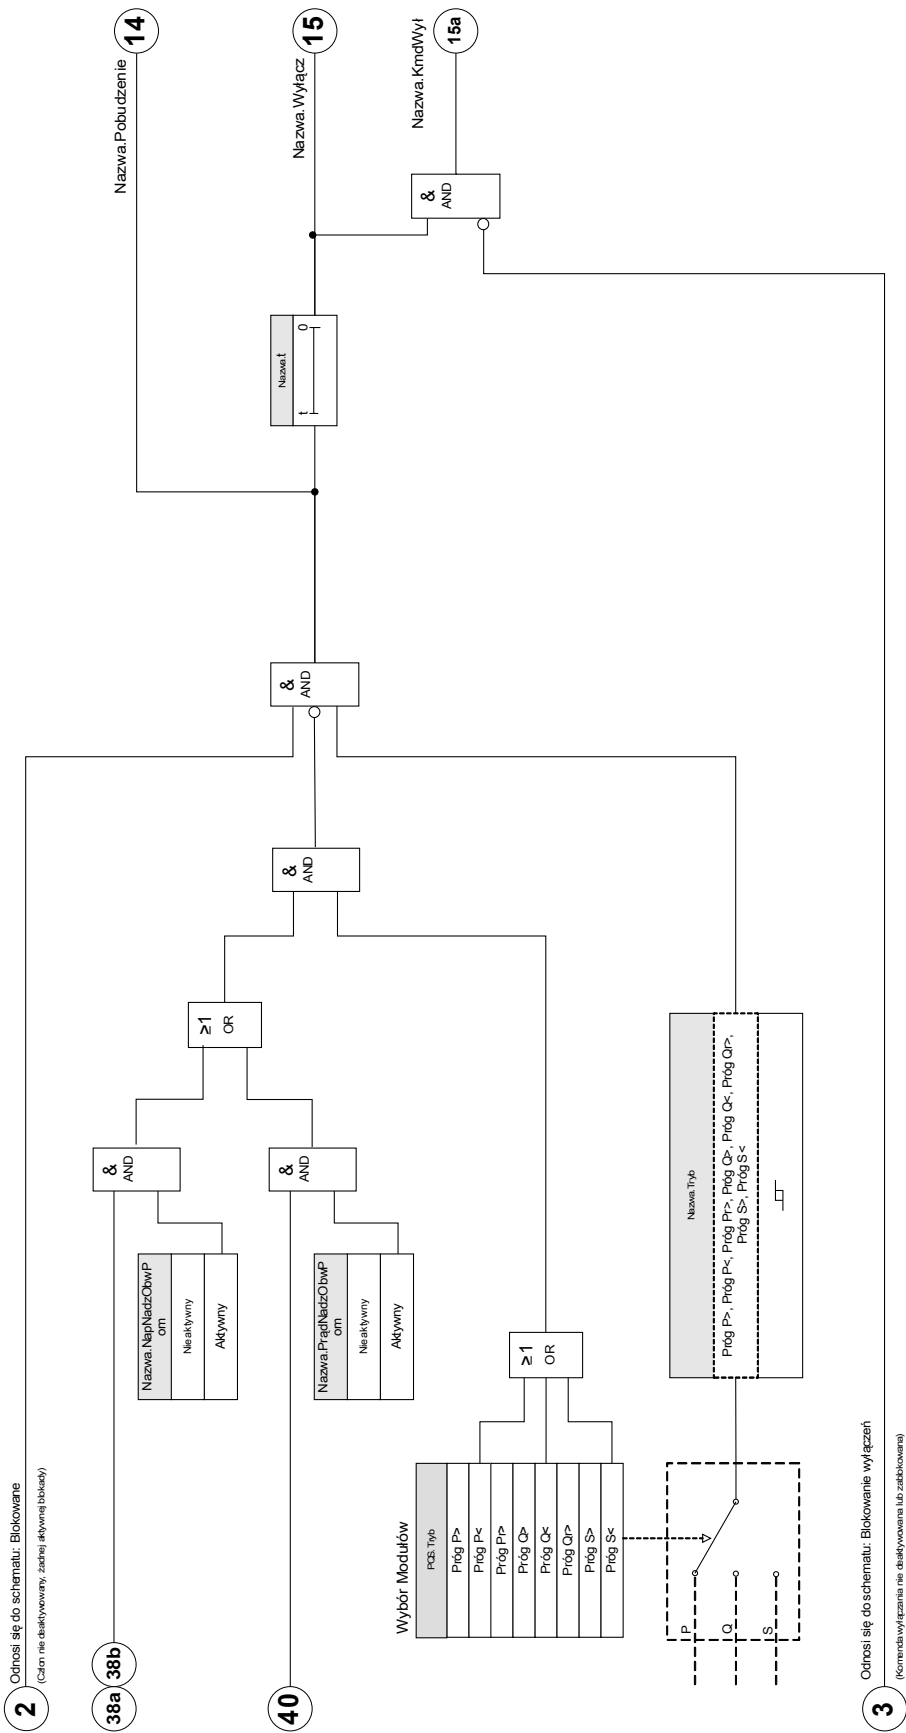 2
Odnosi się do schematu: Blokowane
(Człon nie deaktywowany, żadnej aktywnej blokady)
38a
38b
40
3
Odnosi się do schematu: Blokowanie wyłączeń
(Komenda wyłączania nie deaktywowana lub zablokowana)
Nazwa.NapNadzObwP
om
Nieaktywny
Aktywny
&
AND
Nazwa.PrądNadzObwP
om
Nieaktywny
Aktywny
&
AND
≥1
OR
Wybór Modułów
PQS.Tryb
Próg P>
Próg P<
Próg Pr>
Próg Q>
Próg Q<
Próg Qr>
Próg S>
Próg S<
≥1
OR
P
Q
S
Nazwa.Tryb
Próg P>, Próg P<, Próg Pr>, Próg Q>, Próg Q<, Próg Qr>,
Próg S>, Próg S <
&
AND
&
AND
Nazwa.t
t 0
&
AND
Nazwa.Pobudzenie
14
Nazwa.Wyłącz
15
Nazwa.KmdWył
15a